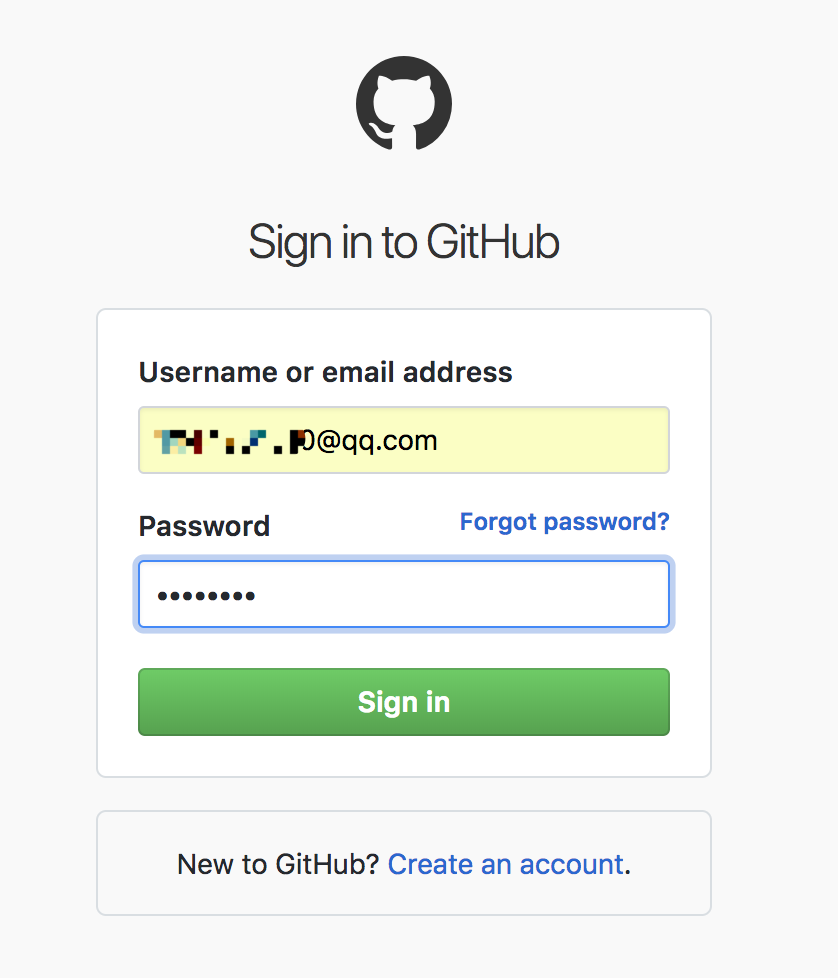 Sign in to GitHub
Username or email address
0@qq.com
Password
Forgot password?
••••••••
Sign in
New to GitHub? Create an account.